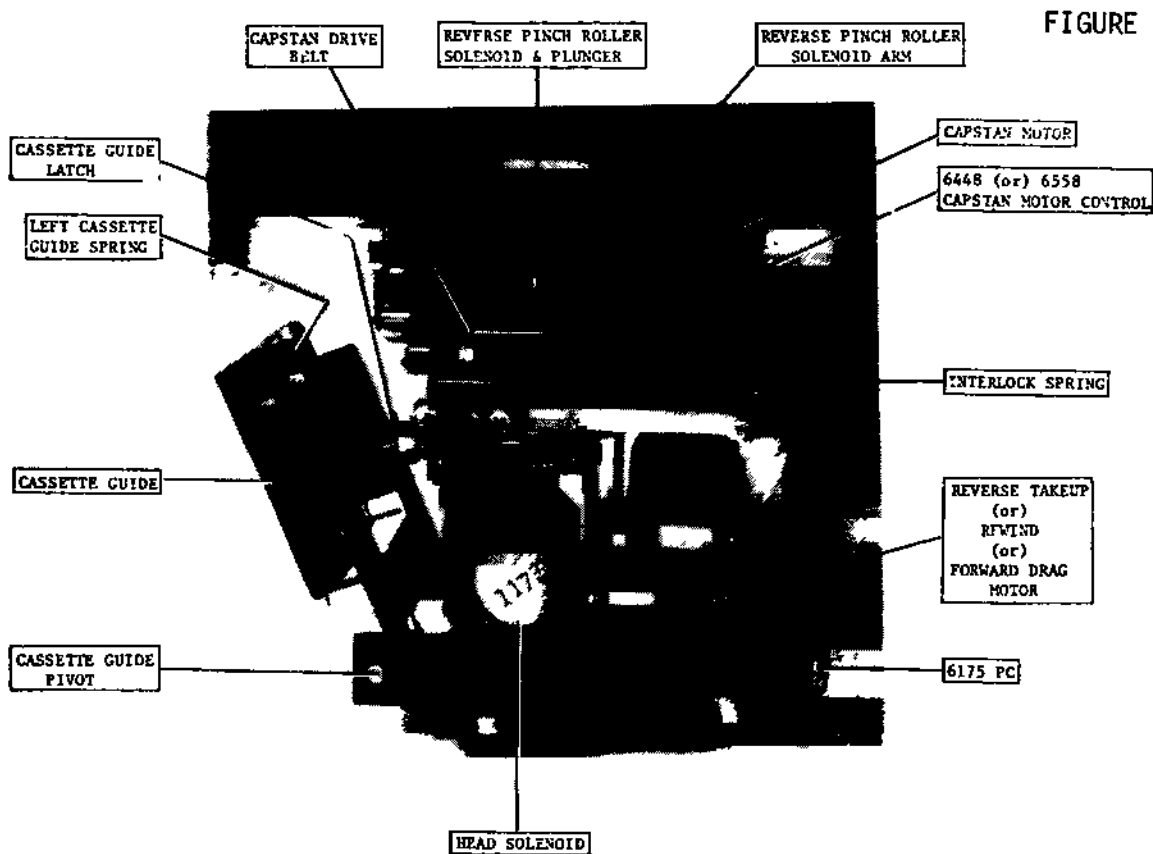 FIGURE
CAPSTAN DRIVE
BELT
REVERSE PINCH ROLLER
SOLENOID & PLUNGER
REVERSE PINCH ROLLER
SOLENOID ARM
CASSETTE GUIDE
LATCH
CAPSTAN MOTOR
6448 (or) 6558
CAPSTAN MOTOR CONTROL
LEFT CASSETTE
GUIDE SPRING
INTERLOCK SPRING
CASSETTE GUIDE
REVERSE TAKEUP
(or)
REWIND
(or)
FORWARD DRAG
MOTOR
CASSETTE GUIDE
PIVOT
6175 PC
HEAD SOLENOID